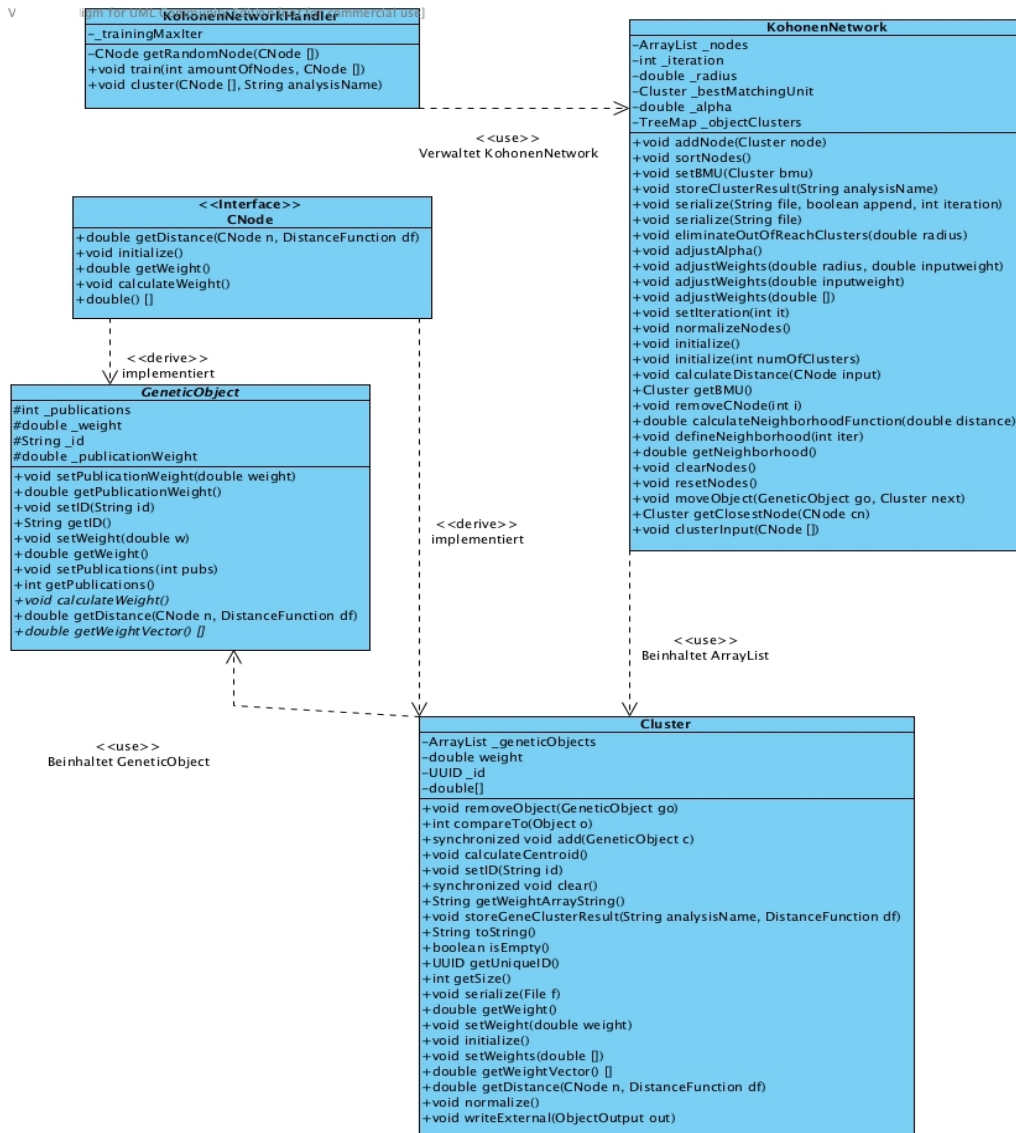 V igm for UML commercial use]
KohonenNetworkHandler
-_trainingMaxIter
-CNode getRandomNode(CNode [])
+void train(int amountOfNodes, CNode [])
+void cluster(CNode [], String analysisName)
<<use>>
Verwaltet KohonenNetwork
KohonenNetwork
-ArrayList _nodes
-int _iteration
-double _radius
-Cluster _bestMatchingUnit
-double _alpha
-TreeMap _objectClusters
+void addNode(Cluster node)
+void sortNodes()
+void setBMU(Cluster bmu)
+void storeClusterResult(String analysisName)
+void serialize(String file, boolean append, int iteration)
+void serialize(String file)
+void eliminateOutOfReachClusters(double radius)
+void adjustAlpha()
+void adjustWeights(double radius, double inputweight)
+void adjustWeights(double inputweight)
+void adjustWeights(double [])
+void setIteration(int it)
+void normalizeNodes()
+void initialize()
+void initialize(int numOfClusters)
+void calculateDistance(CNode input)
+Cluster getBMU()
+void removeCNode(int i)
+double calculateNeighborhoodFunction(double distance)
+void defineNeighborhood(int iter)
+double getNeighborhood()
+void clearNodes()
+void resetNodes()
+void moveObject(GeneticObject go, Cluster next)
+Cluster getClosestNode(CNode cn)
+void clusterInput(CNode [])
<<Interface>>
CNode
+double getDistance(CNode n, DistanceFunction df)
+void initialize()
+double getWeight()
+void calculateWeight()
+double() []
<<derive>>
implementiert
GeneticObject
#int _publications
#double _weight
#String _id
#double _publicationWeight
+void setPublicationWeight(double weight)
+double getPublicationWeight()
+void setID(String id)
+String getID()
+void setWeight(double w)
+double getWeight()
+void setPublications(int pubs)
+int getPublications()
+void calculateWeight()
+double getDistance(CNode n, DistanceFunction df)
+double getWeightVector() []
<<derive>>
implementiert
<<use>>
Beinhaltet ArrayList
<<use>>
Beinhaltet GeneticObject
Cluster
-ArrayList _geneticObjects
-double weight
-UUID _id
-double[]
+void removeObject(GeneticObject go)
+int compareTo(Object o)
+synchronized void add(GeneticObject c)
+void calculateCentroid()
+void setID(String id)
+synchronized void clear()
+String getWeightArrayString()
+void storeGeneClusterResult(String analysisName, DistanceFunction df)
+String toString()
+boolean isEmpty()
+UUID getUniqueID()
+int getSize()
+void serialize(File f)
+double getWeight()
+void setWeight(double weight)
+void initialize()
+void setWeights(double [])
+double getWeightVector() []
+double getDistance(CNode n, DistanceFunction df)
+void normalize()
+void writeExternal(ObjectOutput out)